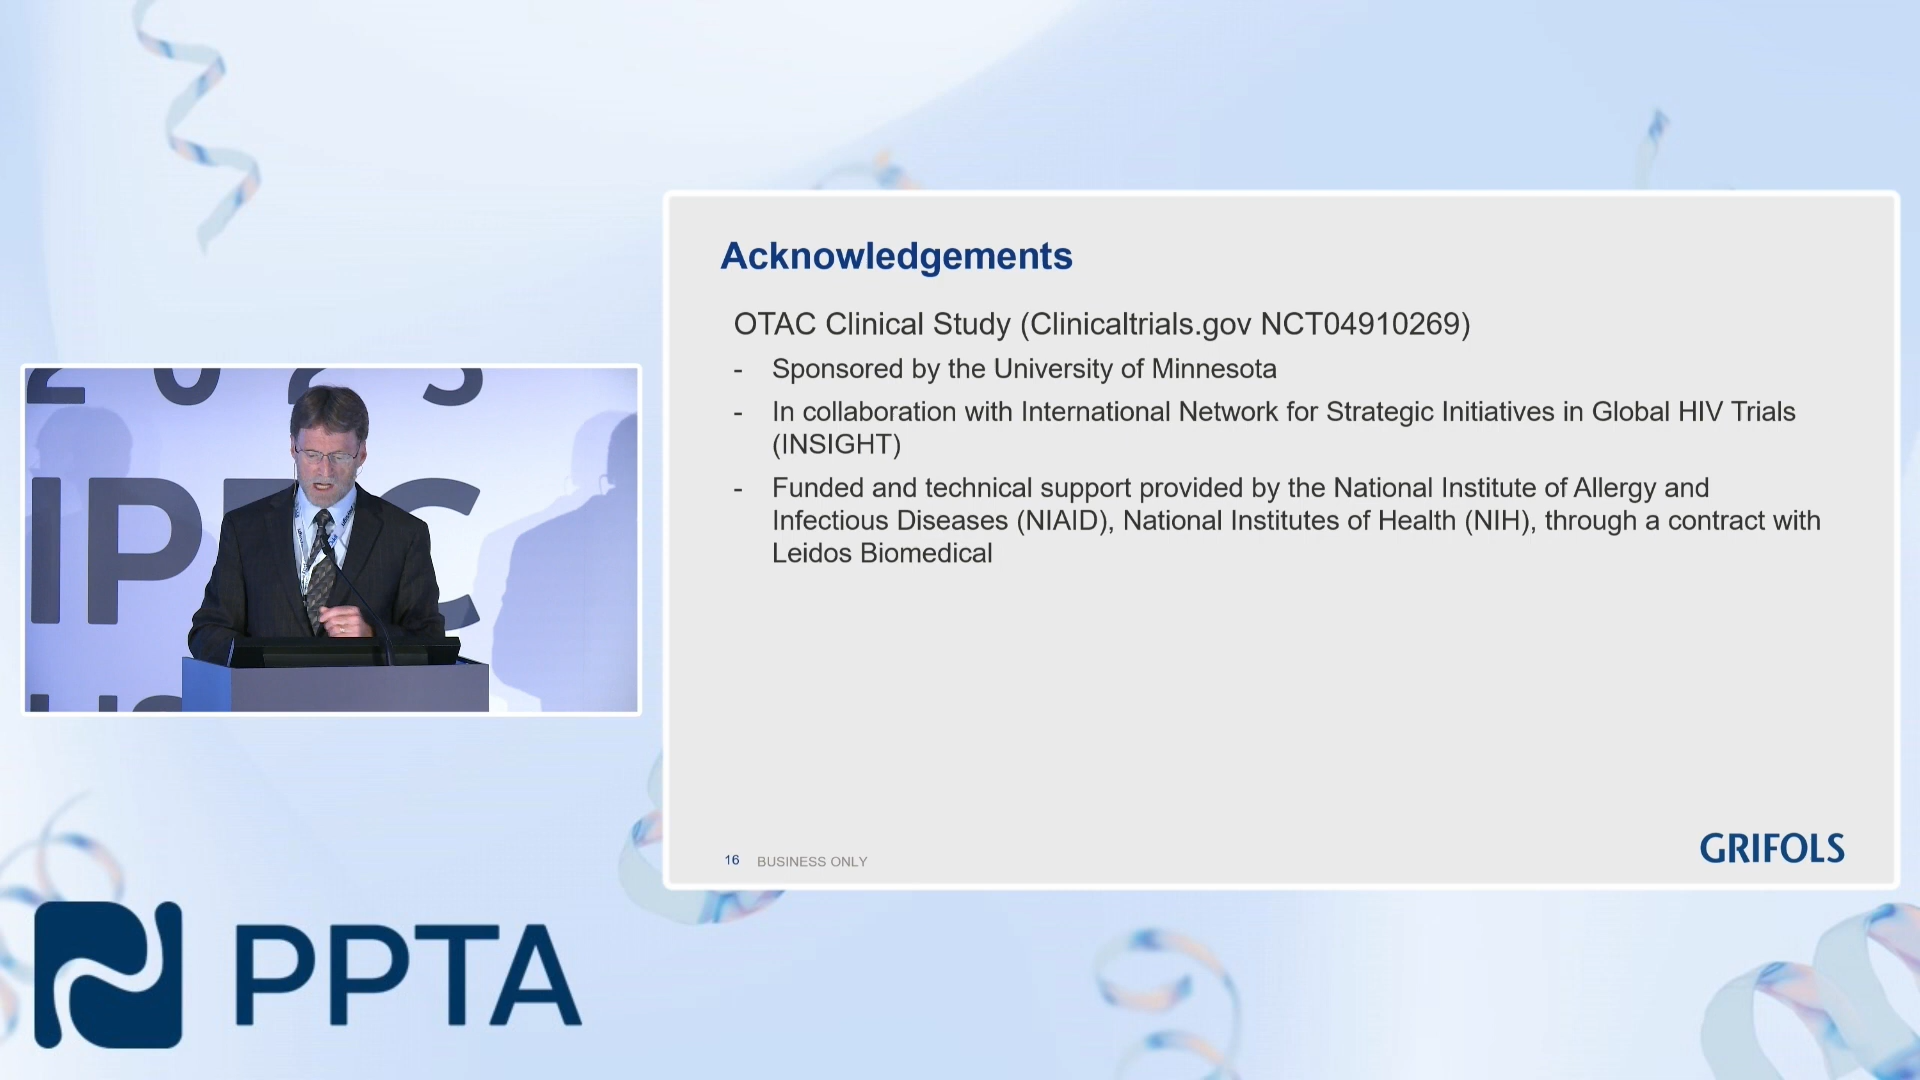 Acknowledgements
OTAC Clinical Study (Clinicaltrials.gov NCT04910269)
- Sponsored by the University of Minnesota
- In collaboration with International Network for Strategic Initiatives in Global HIV Trials
(INSIGHT)
- Funded and technical support provided by the National Institute of Allergy and
Infectious Diseases (NIAID), National Institutes of Health (NIH), through a contract with
Leidos Biomedical
16 BUSINESS ONLY
GRIFOLS
PPTA